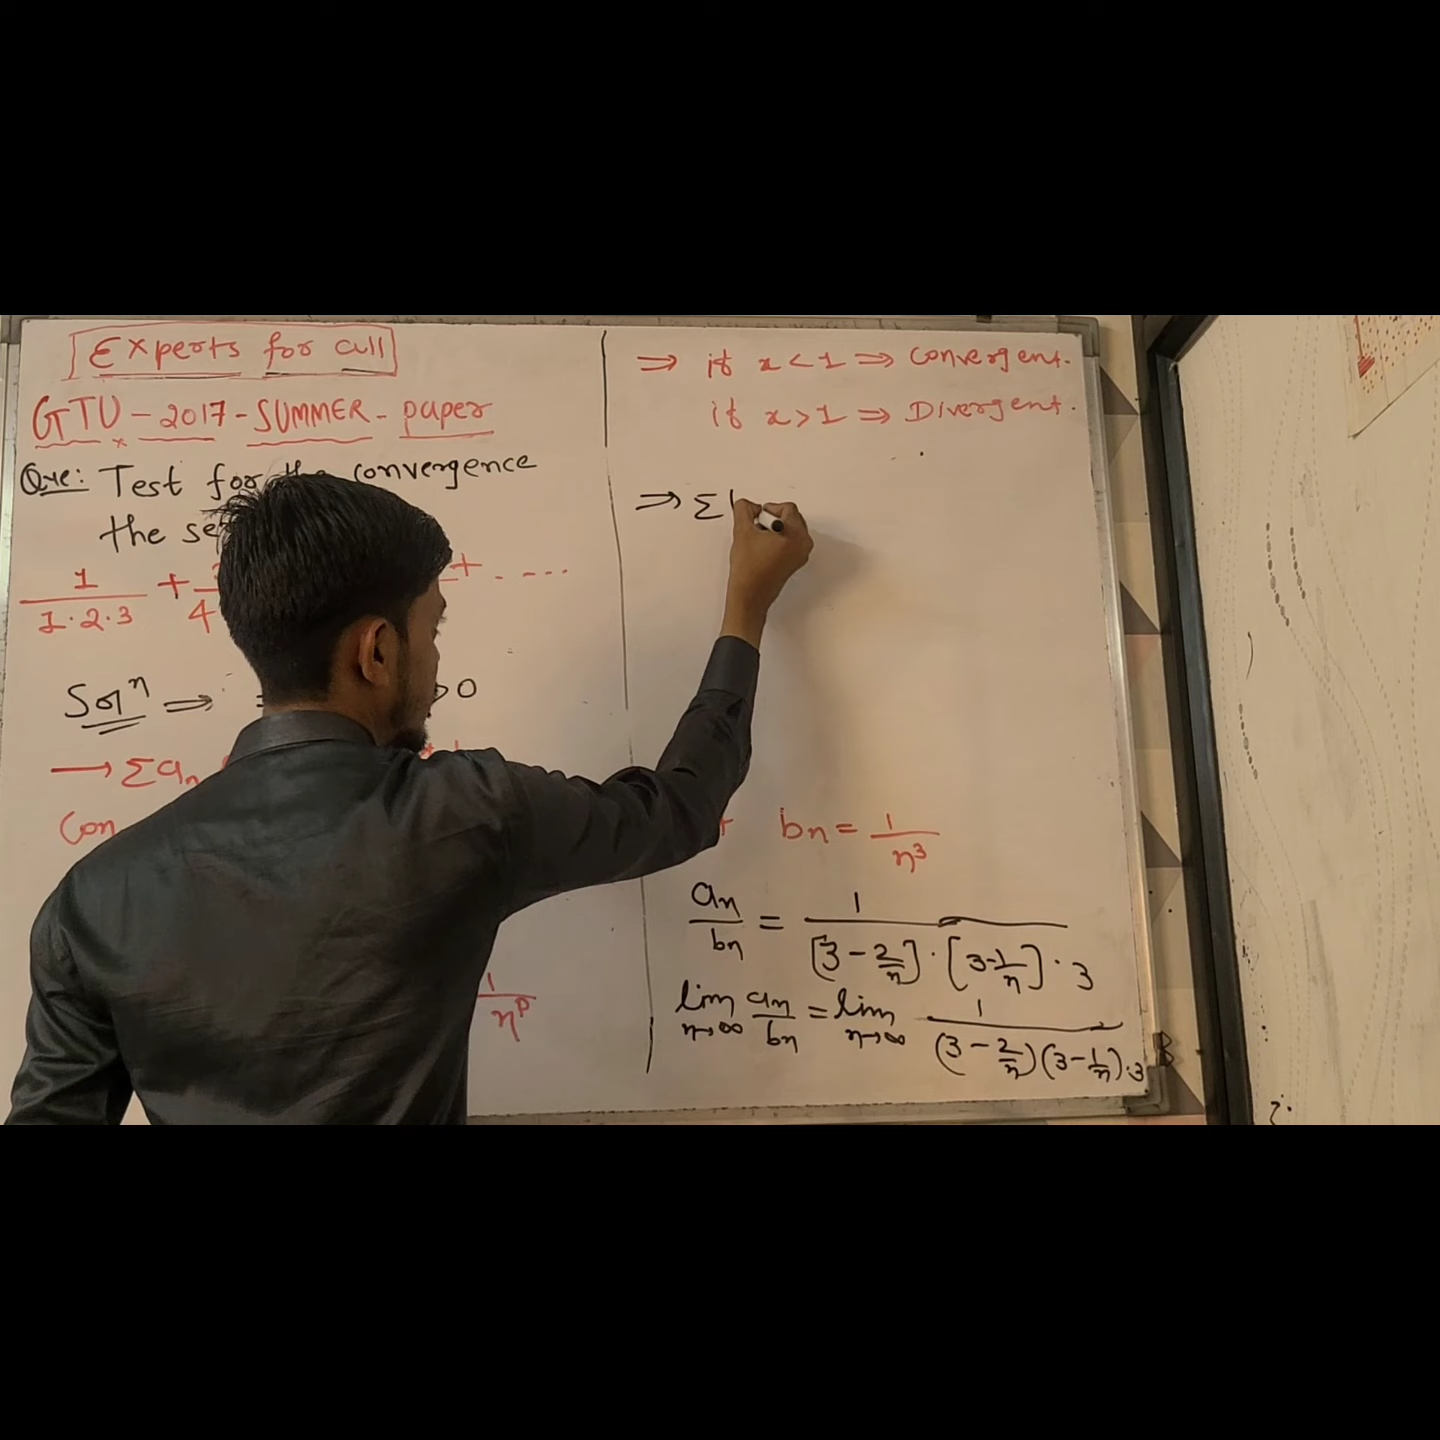 Experts for all
GTU - 2017 - SUMMER - paper
Que: Test for the convergence
the
1/(1·2·3) + 4 + . ----
Solⁿ ⇒ > 0
→ Σaₙ
Con
1/nᵖ
⇒ if x < 1 ⇒ Convergent.
if x > 1 ⇒ Divergent.
⇒ Σ
bn = 1/n³
an/bn = 1/([3 - 2/n] · [3 - 1/n] · 3)
lim n→∞ an/bn = lim n→∞ 1/((3 - 2/n)(3 - 1/n) · 3)